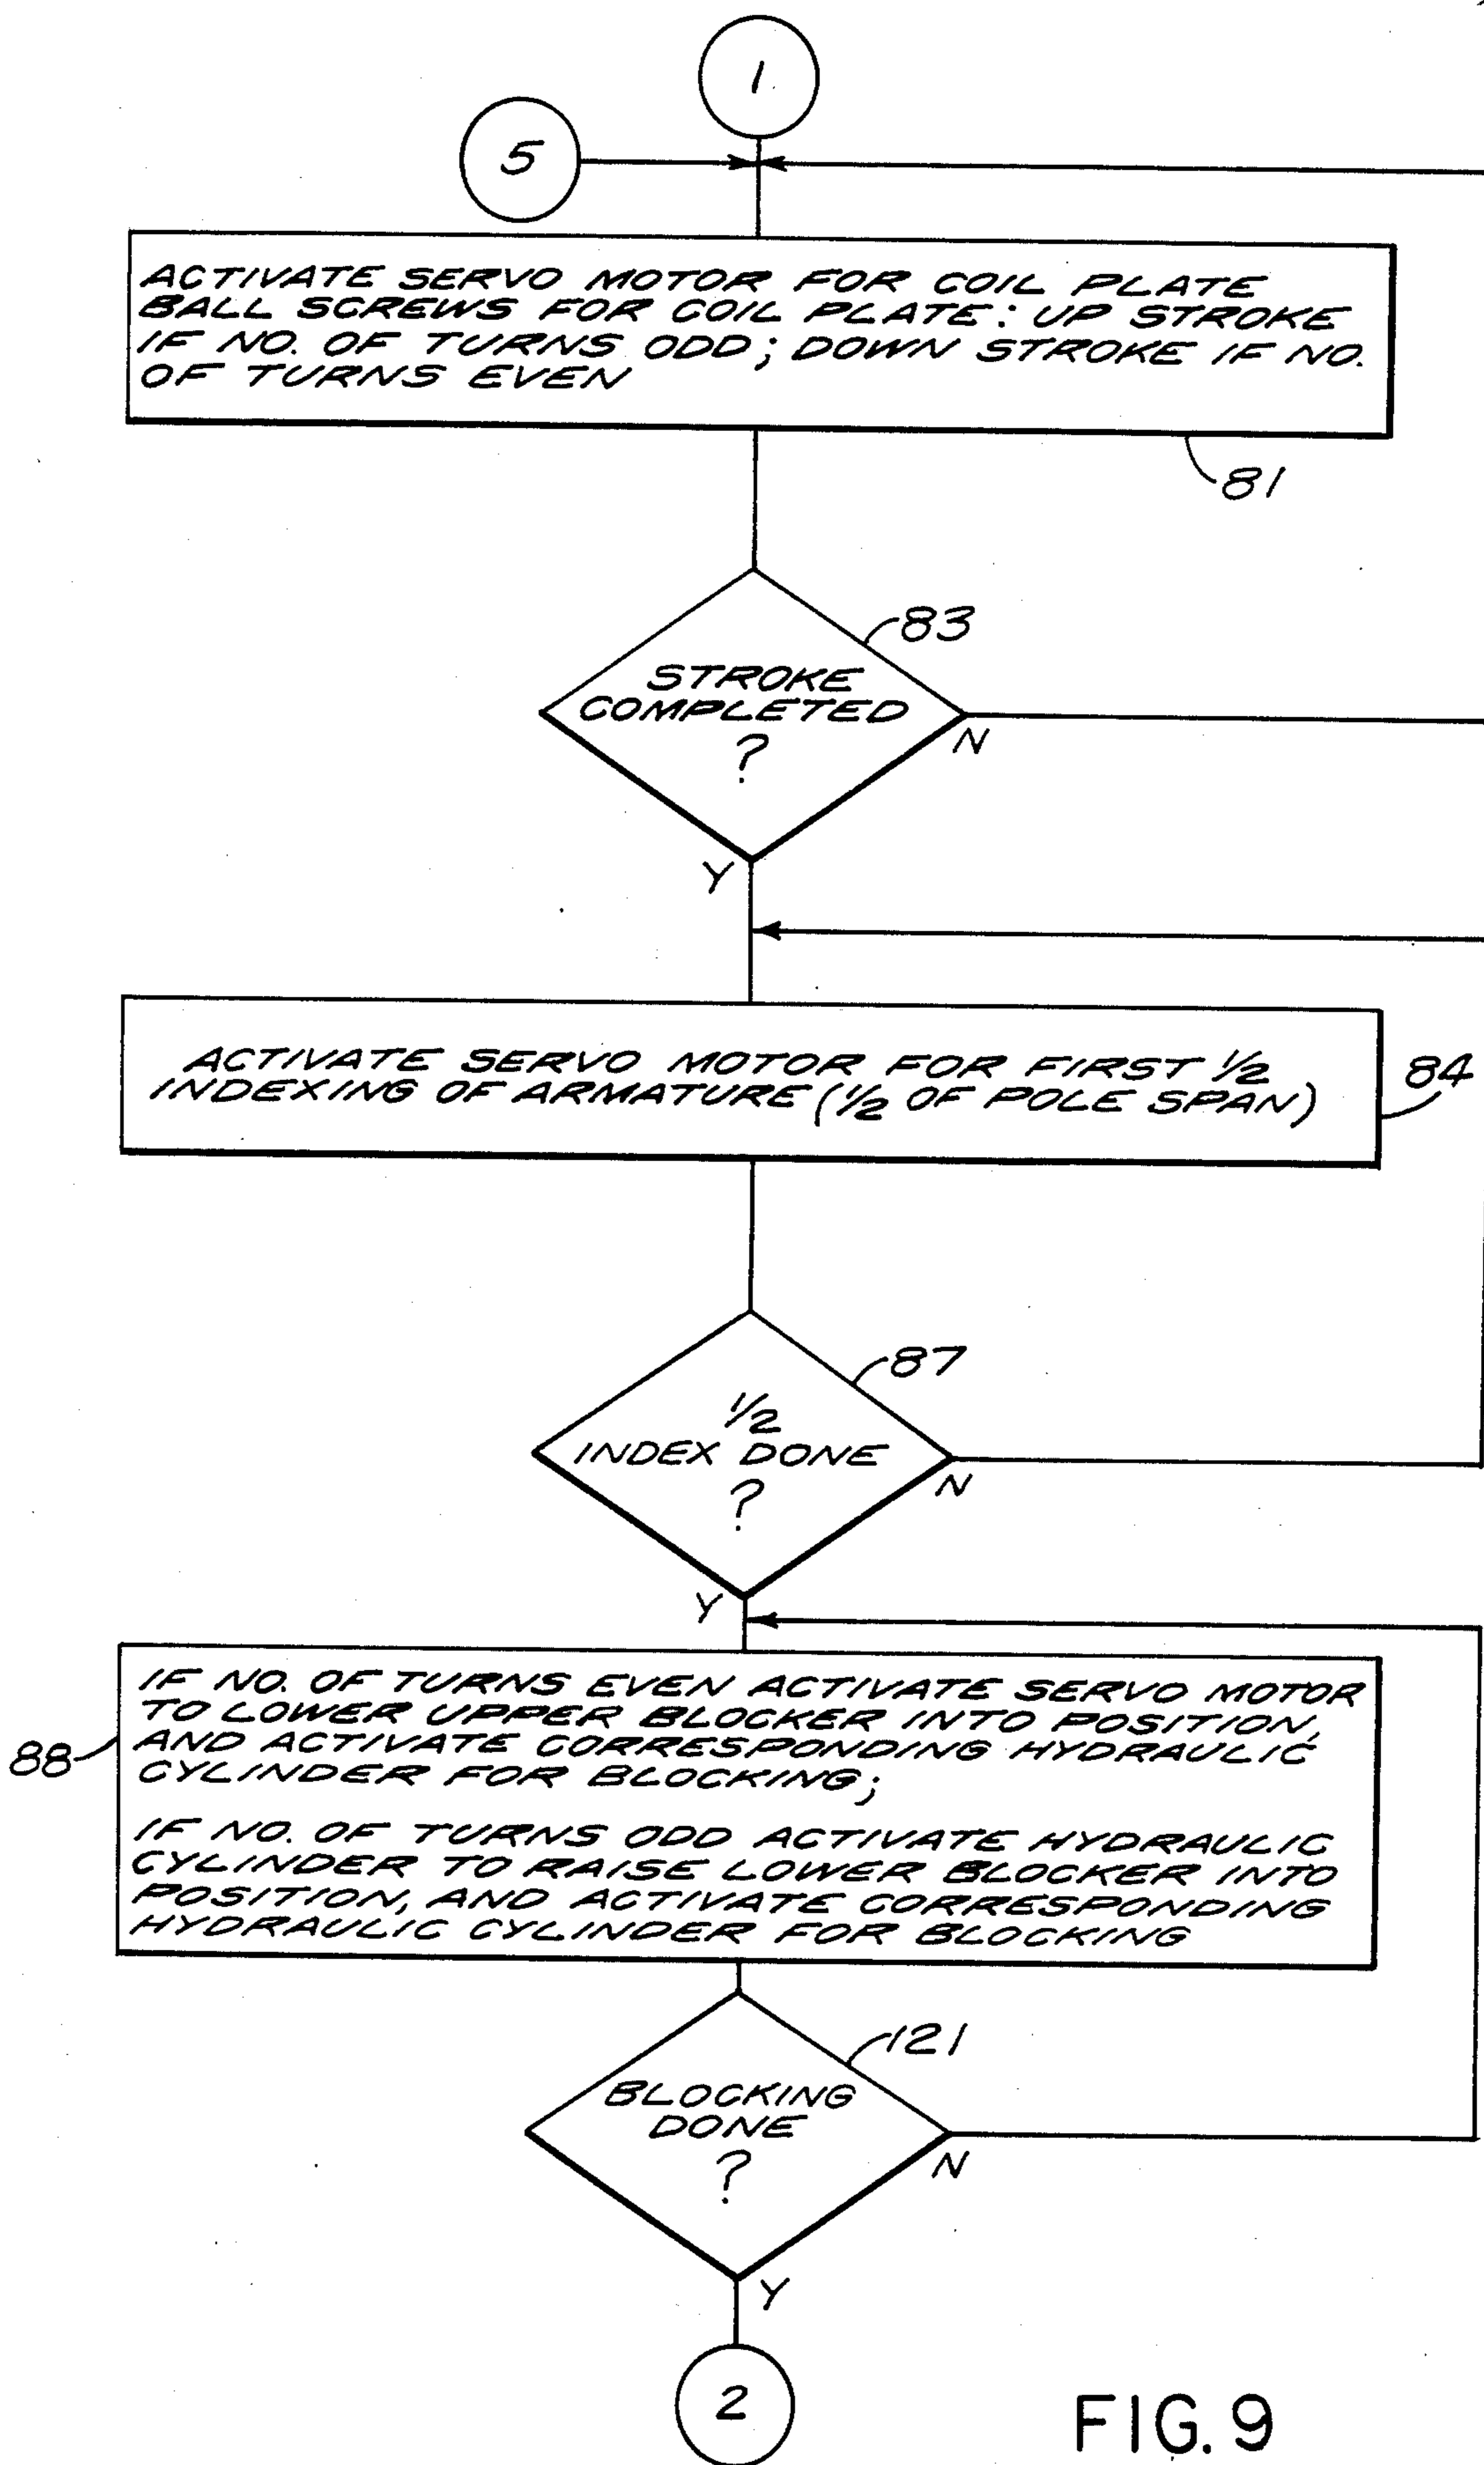 1
5
ACTIVATE SERVO MOTOR FOR COIL PLATE
BALL SCREWS FOR COIL PLATE: UP STROKE
IF NO. OF TURNS ODD; DOWN STROKE IF NO.
OF TURNS EVEN
81
83
STROKE
COMPLETED
?
N
Y
ACTIVATE SERVO MOTOR FOR FIRST 1/2
INDEXING OF ARMATURE (1/2 OF POLE SPAN)
84
87
1/2
INDEX DONE
?
N
Y
IF NO. OF TURNS EVEN ACTIVATE SERVO MOTOR
TO LOWER UPPER BLOCKER INTO POSITION,
AND ACTIVATE CORRESPONDING HYDRAULIC
CYLINDER FOR BLOCKING;
88
IF NO. OF TURNS ODD ACTIVATE HYDRAULIC
CYLINDER TO RAISE LOWER BLOCKER INTO
POSITION, AND ACTIVATE CORRESPONDING
HYDRAULIC CYLINDER FOR BLOCKING
121
BLOCKING
DONE
?
N
Y
2
FIG. 9